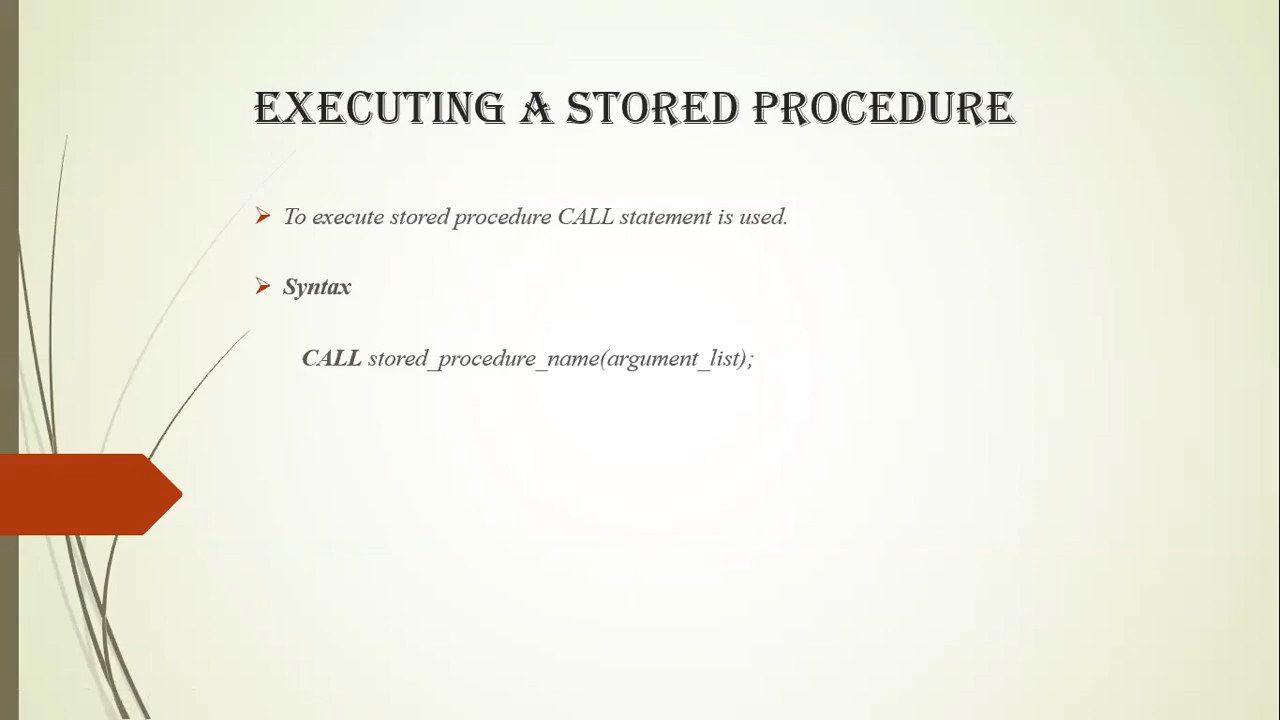 EXECUTING A STORED PROCEDURE
To execute stored procedure CALL statement is used.
Syntax
CALL stored_procedure_name(argument_list);